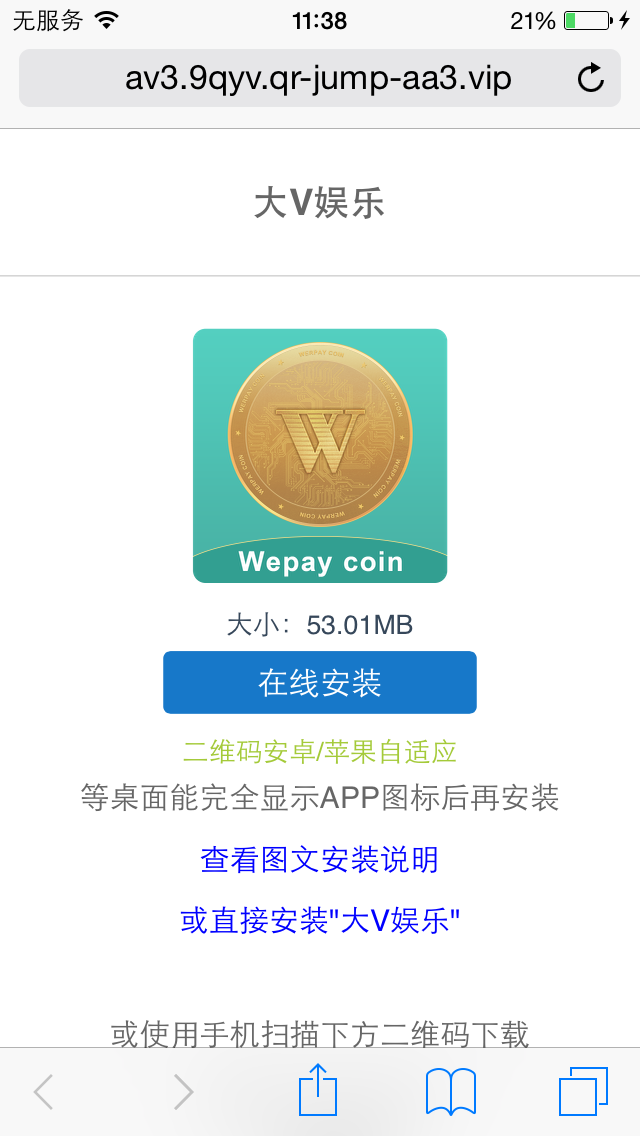 无服务 11:38 21%
av3.9qyv.qr-jump-aa3.vip
大V娱乐
WERPAY COIN
W
Wepay coin
大小：53.01MB
在线安装
二维码安卓/苹果自适应
等桌面能完全显示APP图标后再安装
查看图文安装说明
或直接安装"大V娱乐"
或使用手机扫描下方二维码下载